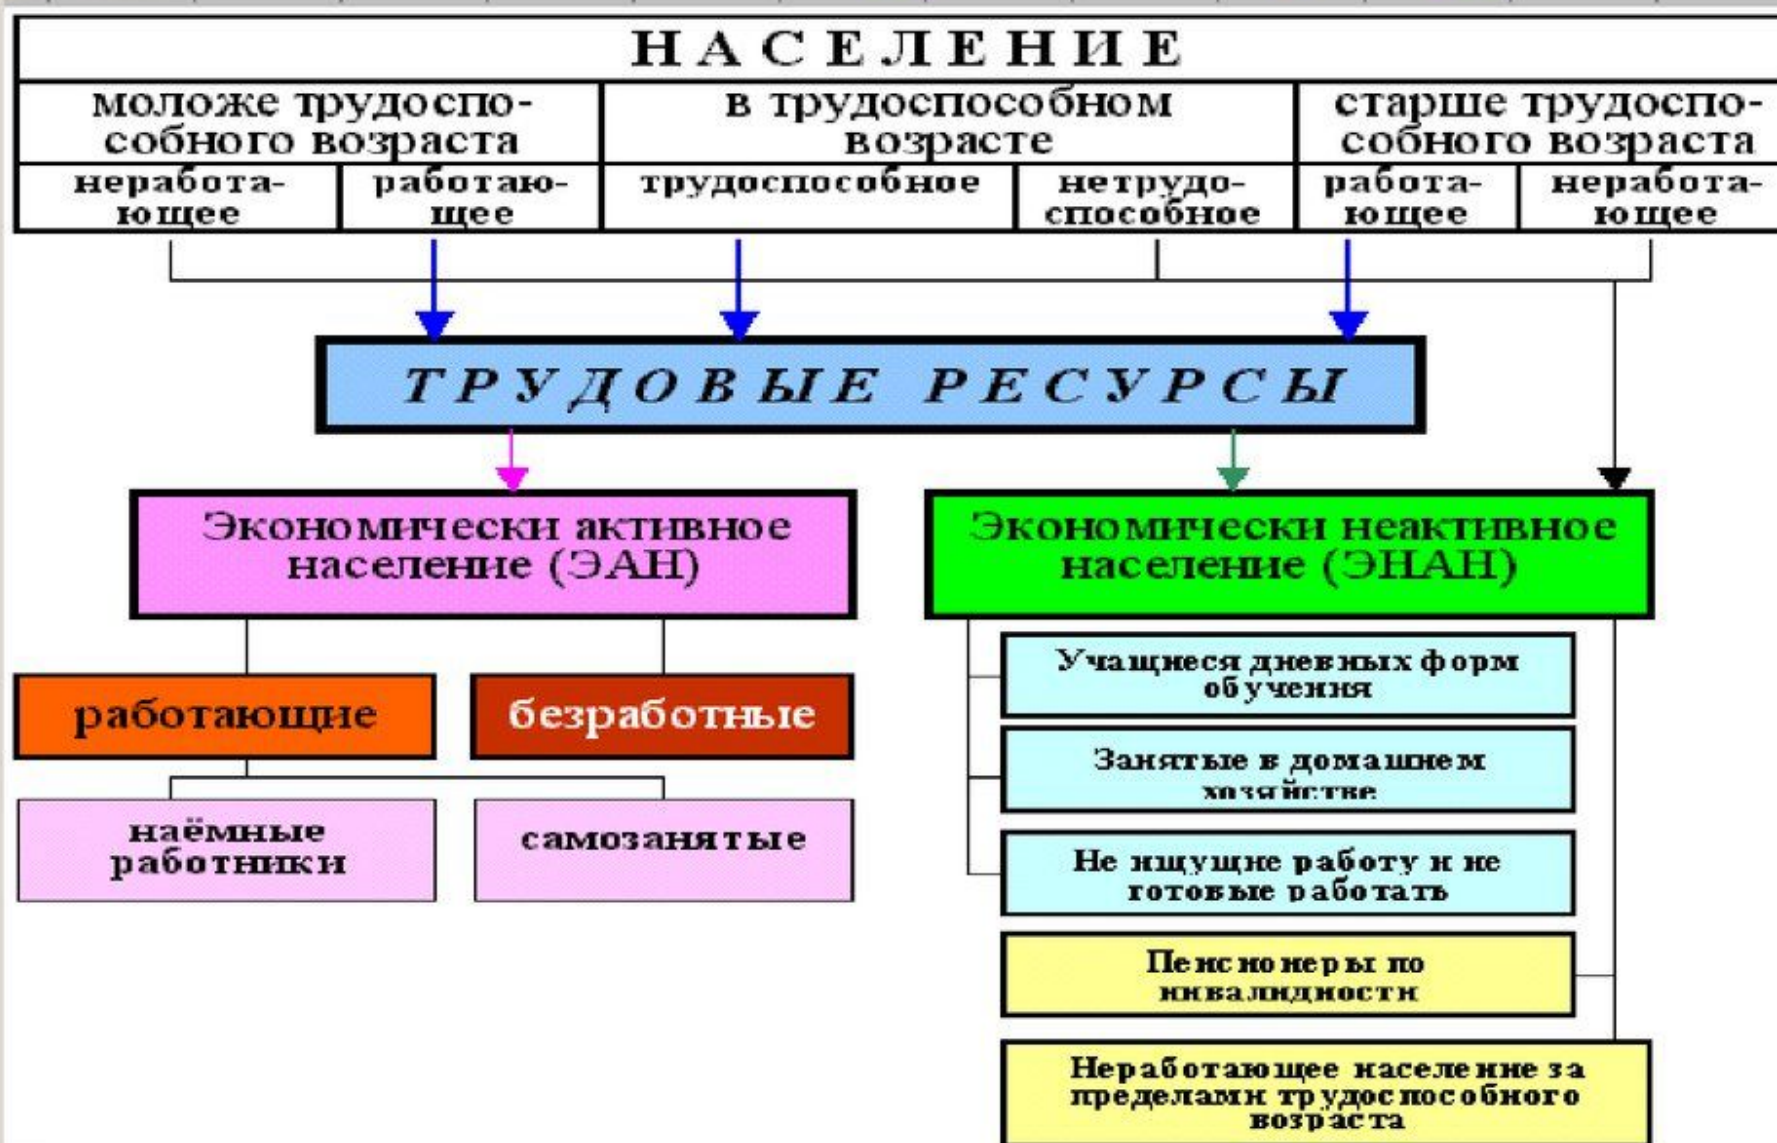 НАСЕЛЕНИЕ
моложе трудоспо-
собного возраста
в трудоспособном
возрасте
старше трудоспо-
собного возраста
неработа-
ющее
работаю-
щее
трудоспособное
нетрудо-
способное
работа-
ющее
неработа-
ющее
ТРУДОВЫЕ РЕСУРСЫ
Экономически активное
население (ЭАН)
Экономически неактивное
население (ЭНАН)
работающие
безработные
наёмные
работники
самозанятые
Учащиеся дневных форм
обучения
Занятые в домашнем
хозяйстве
Не ищущие работу и не
готовые работать
Пенсионеры по
инвалидности
Неработающее население за
пределами трудоспособного
возраста